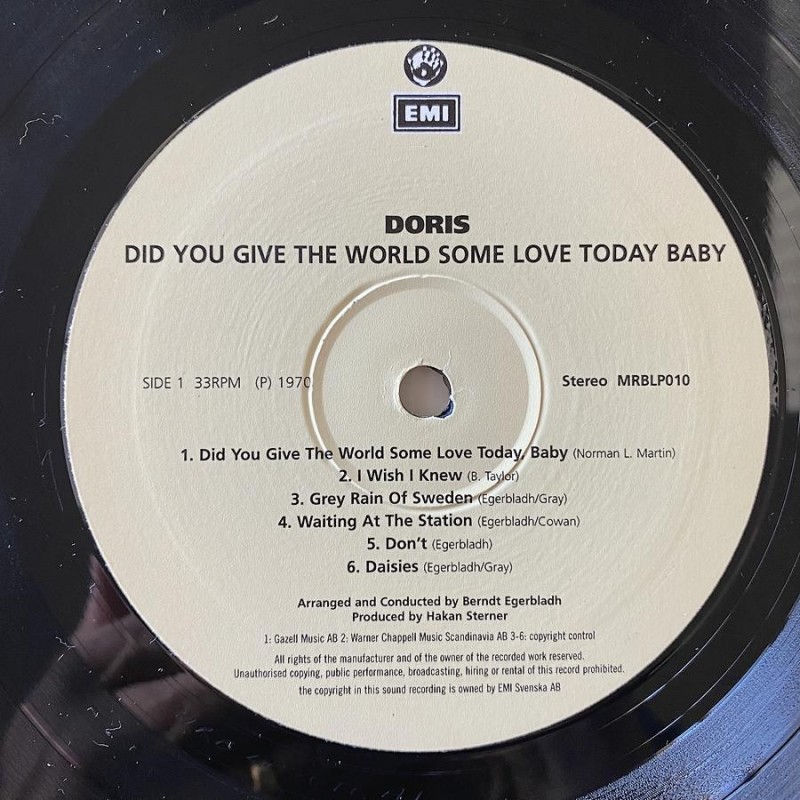 EMI
DORIS
DID YOU GIVE THE WORLD SOME LOVE TODAY BABY
SIDE 1 33RPM (P) 1970 Stereo MRBLP010
1. Did You Give The World Some Love Today, Baby (Norman L. Martin)
2. I Wish I Knew (B. Taylor)
3. Grey Rain Of Sweden (Egerbladh/Gray)
4. Waiting At The Station (Egerbladh/Cowan)
5. Don't (Egerbladh)
6. Daisies (Egerbladh/Gray)
Arranged and Conducted by Berndt Egerbladh
Produced by Hakan Sterner
1: Gazell Music AB 2: Warner Chappell Music Scandinavia AB 3-6: copyright control
All rights of the manufacturer and of the owner of the recorded work reserved.
Unauthorised copying, public performance, broadcasting, hiring or rental of this record prohibited.
the copyright in this sound recording is owned by EMI Svenska AB